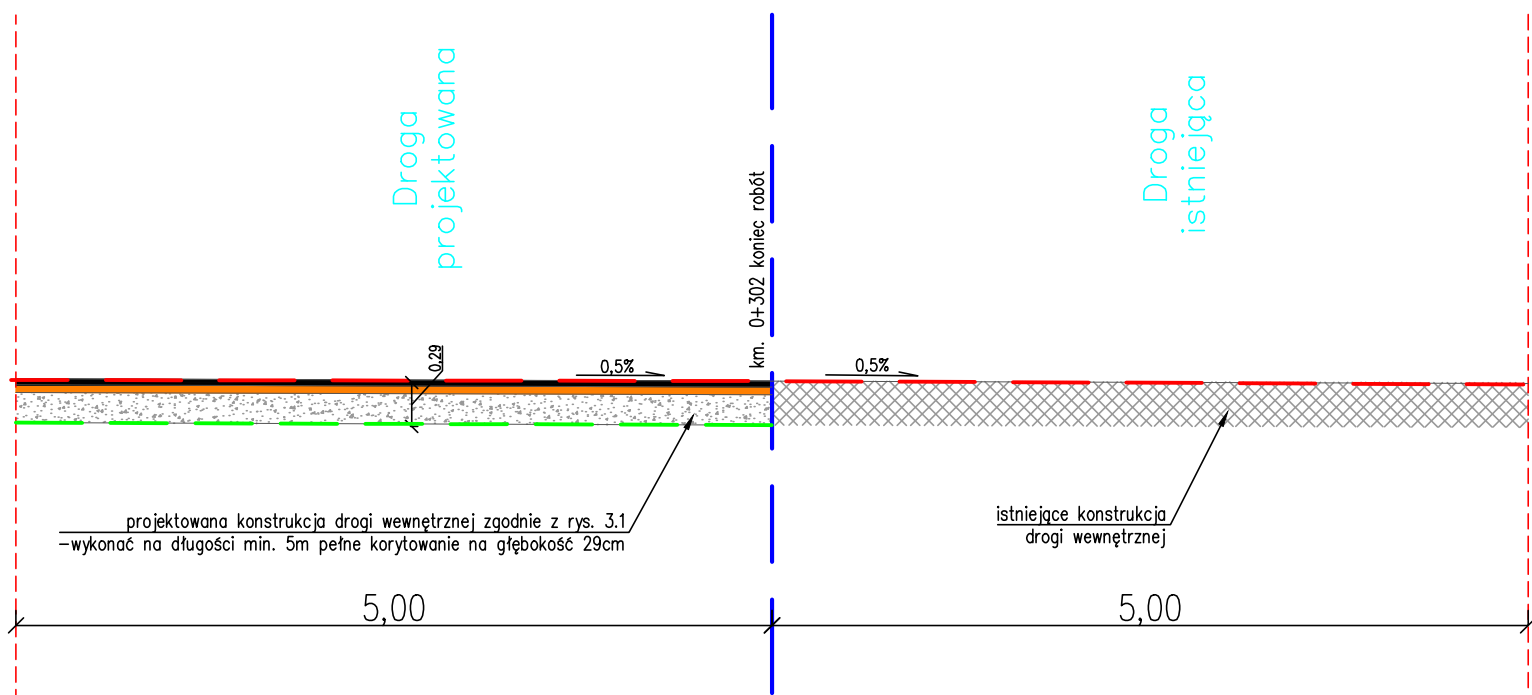 Droga
projektowana
Droga
istniejąca
km. 0+302 koniec robót
0,29
0,5%
0,5%
projektowana konstrukcja drogi wewnętrznej zgodnie z rys. 3.1
-wykonać na długości min. 5m pełne korytowanie na głębokość 29cm
istniejące konstrukcja
drogi wewnętrznej
5,00
5,00